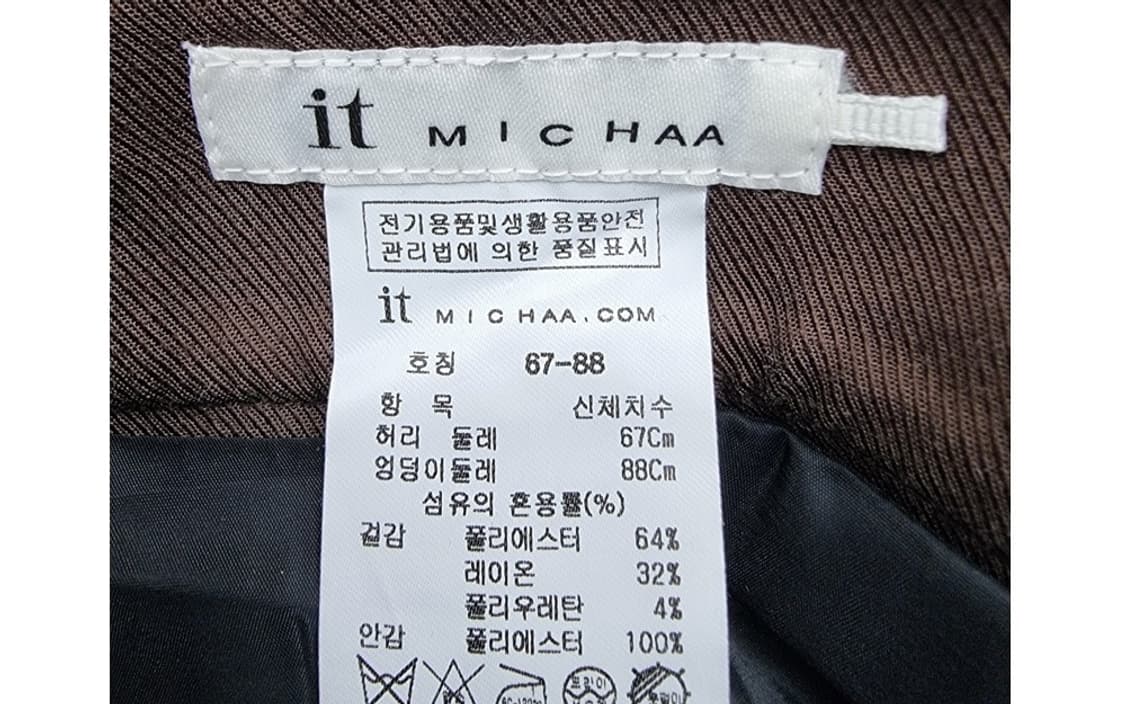 it MICHAA
전기용품및생활용품안전
관리법에 의한 품질표시
it MICHAA.COM
호칭 67-88
항 목 신체치수
허리 둘레 67Cm
엉덩이둘레 88Cm
섬유의 혼용률(%)
겉감 폴리에스터 64%
레이온 32%
폴리우레탄 4%
안감 폴리에스터 100%
드라이